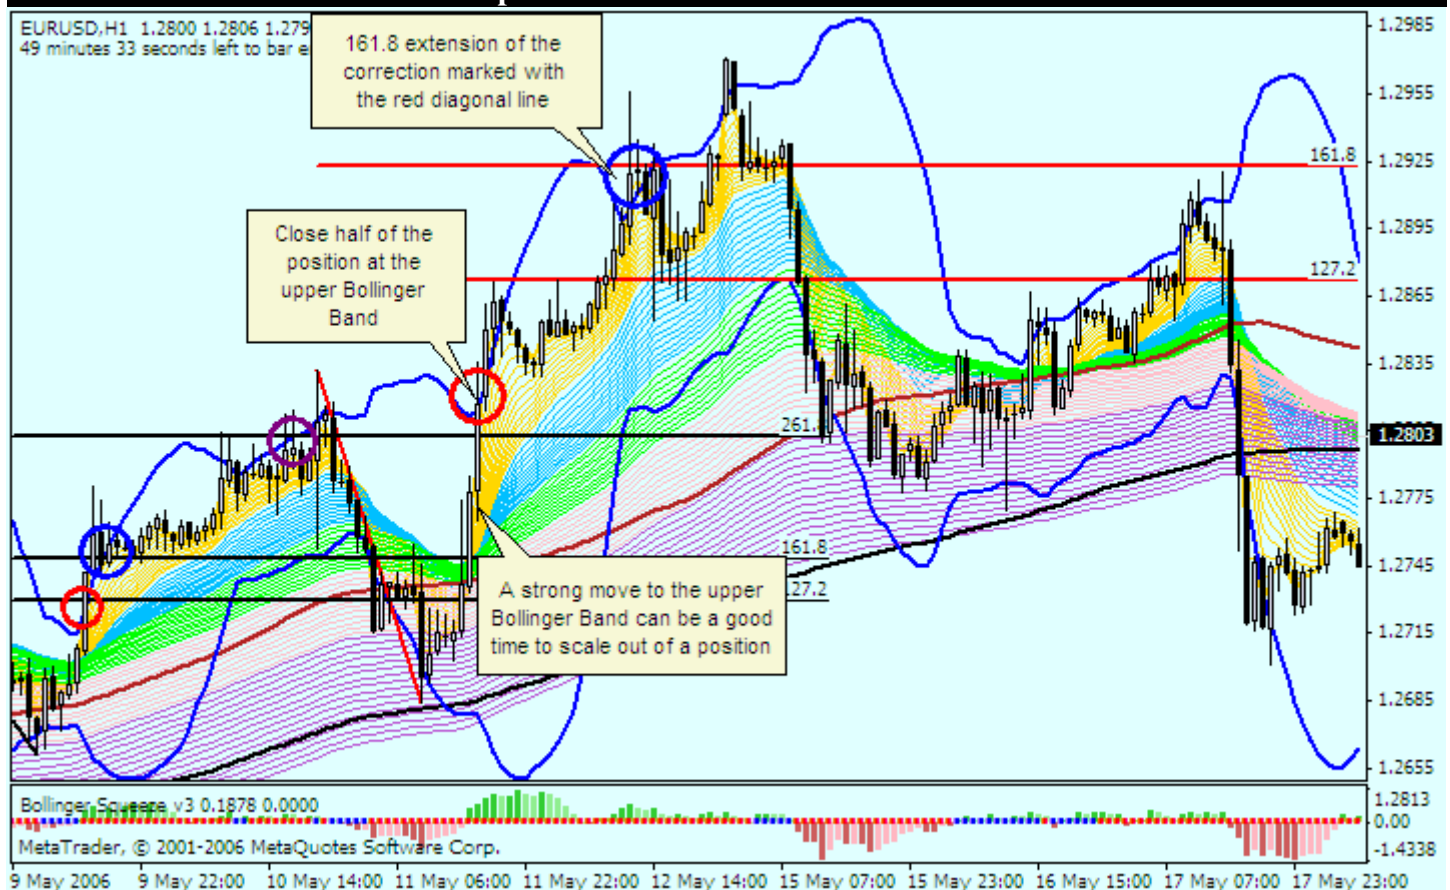 EURUSD,H1 1.2800 1.2806 1.279
49 minutes 33 seconds left to bar e
161.8 extension of the
correction marked with
the red diagonal line
Close half of the
position at the
upper Bollinger
Band
A strong move to the upper
Bollinger Band can be a good
time to scale out of a position
161.8
127.2
261.8
161.8
127.2
1.2985
1.2955
1.2925
1.2895
1.2865
1.2835
1.2803
1.2775
1.2745
1.2715
1.2685
1.2655
Bollinger Squeeze v3 0.1878 0.0000
MetaTrader, © 2001-2006 MetaQuotes Software Corp.
1.2813
0.00
-1.4338
9 May 2006 9 May 22:00 10 May 14:00 11 May 06:00 11 May 22:00 12 May 14:00 15 May 07:00 15 May 23:00 16 May 15:00 17 May 07:00 17 May 23:00